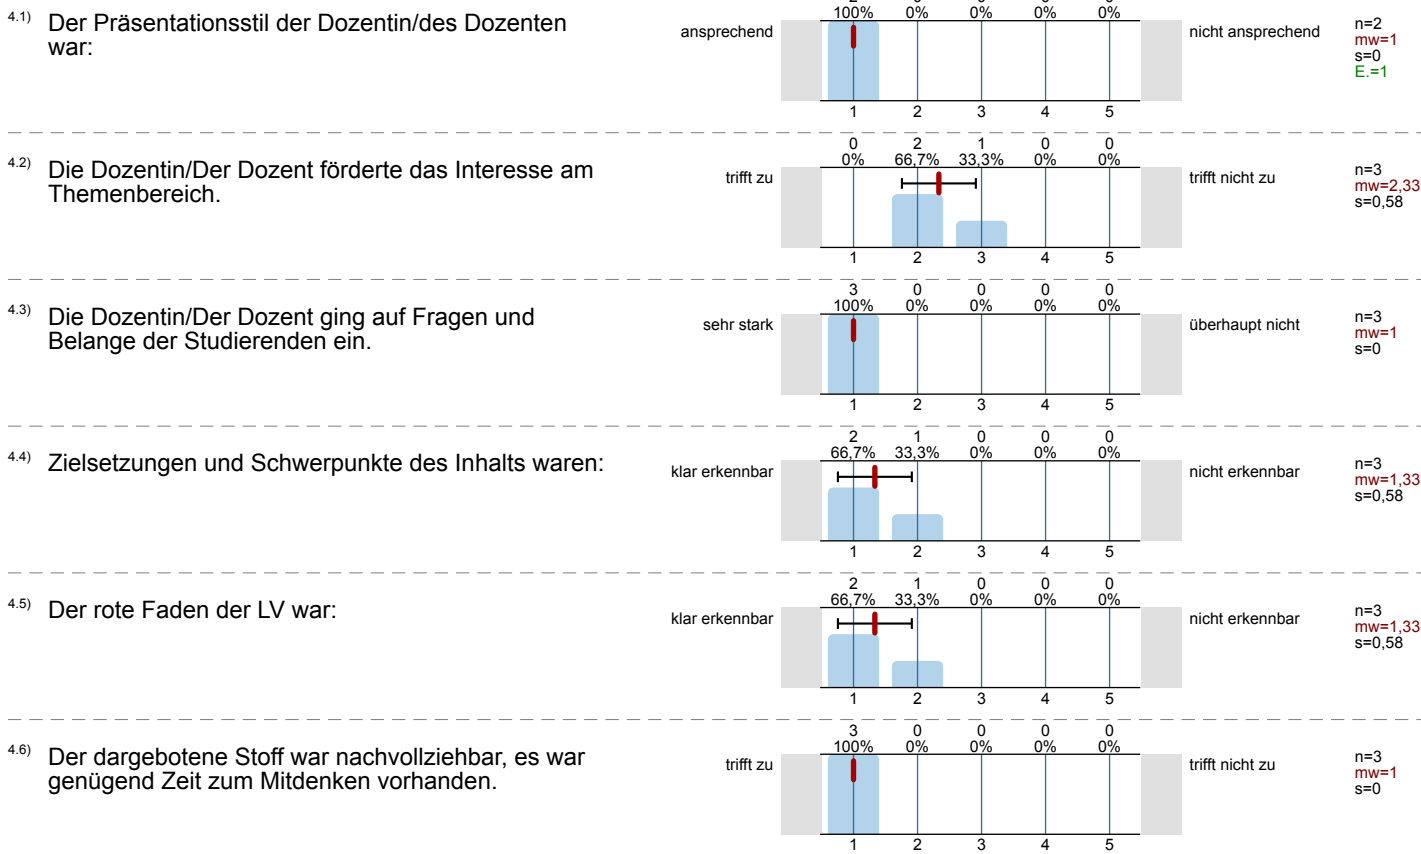 2 0 0 0 0
100% 0% 0% 0% 0%
4.1) Der Präsentationsstil der Dozentin/des Dozenten
war:
ansprechend
nicht ansprechend
n=2
mw=1
s=0
E.=1
1 2 3 4 5
0 2 1 0 0
0% 66,7% 33,3% 0% 0%
4.2) Die Dozentin/Der Dozent förderte das Interesse am
Themenbereich.
trifft zu
trifft nicht zu
n=3
mw=2,33
s=0,58
1 2 3 4 5
3 0 0 0 0
100% 0% 0% 0% 0%
4.3) Die Dozentin/Der Dozent ging auf Fragen und
Belange der Studierenden ein.
sehr stark
überhaupt nicht
n=3
mw=1
s=0
1 2 3 4 5
2 1 0 0 0
66,7% 33,3% 0% 0% 0%
4.4) Zielsetzungen und Schwerpunkte des Inhalts waren:
klar erkennbar
nicht erkennbar
n=3
mw=1,33
s=0,58
1 2 3 4 5
2 1 0 0 0
66,7% 33,3% 0% 0% 0%
4.5) Der rote Faden der LV war:
klar erkennbar
nicht erkennbar
n=3
mw=1,33
s=0,58
1 2 3 4 5
3 0 0 0 0
100% 0% 0% 0% 0%
4.6) Der dargebotene Stoff war nachvollziehbar, es war
genügend Zeit zum Mitdenken vorhanden.
trifft zu
trifft nicht zu
n=3
mw=1
s=0
1 2 3 4 5